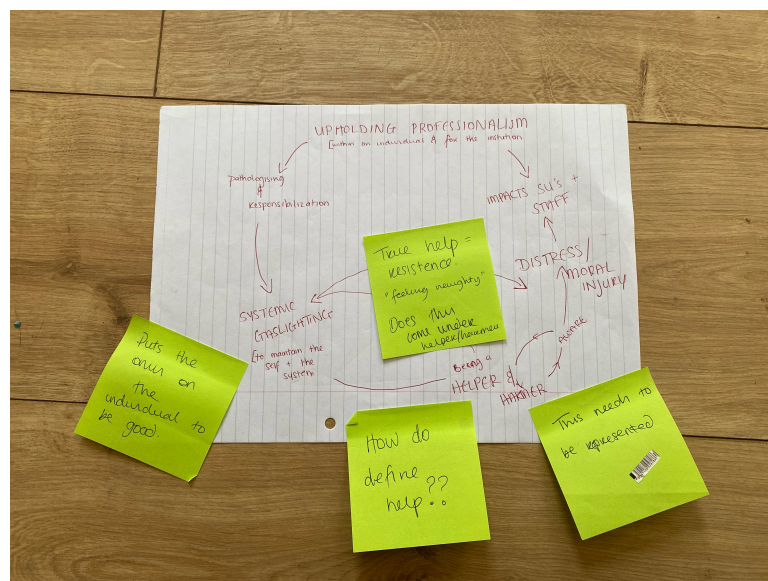 UPHOLDING PROFESSIONALISM
[within an individual & for the instition
pathologising
&
responsibilization
IMPACTS SU's +
STAFF
DISTRESS/
MORAL
INJURY
SYSTEMIC
GASLIGHTING
[to maintain the
self + the
system
AWARE
Being a
HELPER &
HARMER
True help =
resistence.
"feeling naughty"
Does this
come under
helper/harmer
Puts the
onus on
the
individual to
be good.
How do
define
help??
This needs to
be represented